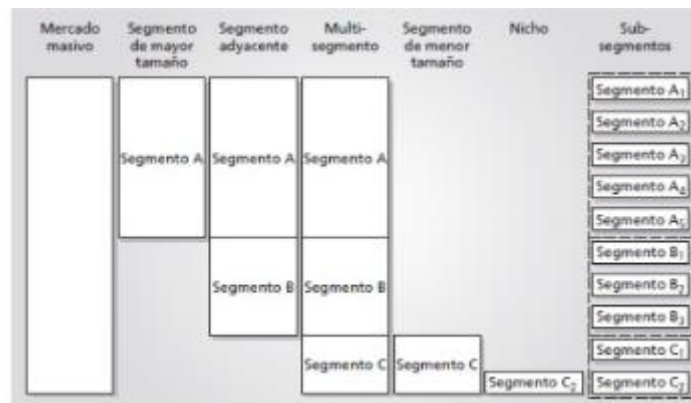 Mercado
masivo
Segmento
de mayor
tamaño
Segmento
adyacente
Multi-
segmento
Segmento
de menor
tamaño
Nicho
Sub-
segmentos
Segmento A
Segmento A
Segmento A
Segmento B
Segmento B
Segmento C
Segmento C
Segmento C₂
Segmento A₁
Segmento A₂
Segmento A₃
Segmento A₄
Segmento A₅
Segmento B₁
Segmento B₂
Segmento B₃
Segmento C₁
Segmento C₂